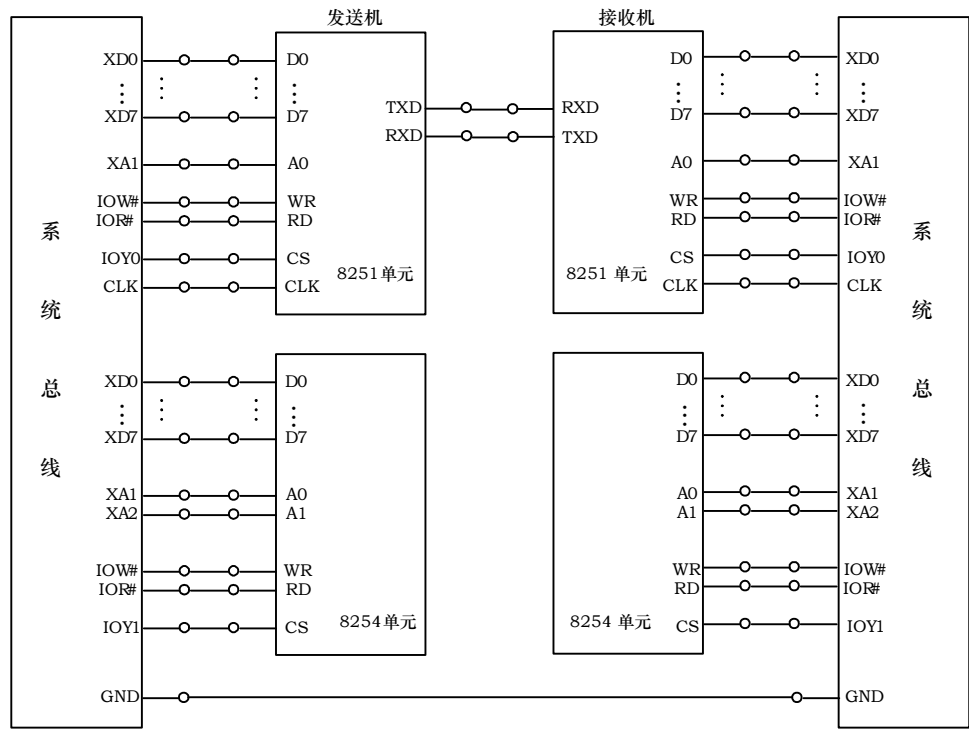 发送机 接收机
XD0 D0 D0 XD0
XD7 D7 TXD RXD D7 XD7
RXD TXD
XA1 A0 A0 XA1
IOW# WR WR IOW#
IOR# RD RD IOR#
IOY0 CS CS IOY0
8251单元 8251 单元
CLK CLK CLK CLK
系统总线
系统总线
XD0 D0 D0 XD0
XD7 D7 D7 XD7
XA1 A0 A0 XA1
XA2 A1 A1 XA2
IOW# WR WR IOW#
IOR# RD RD IOR#
8254单元 8254 单元
IOY1 CS CS IOY1
GND GND